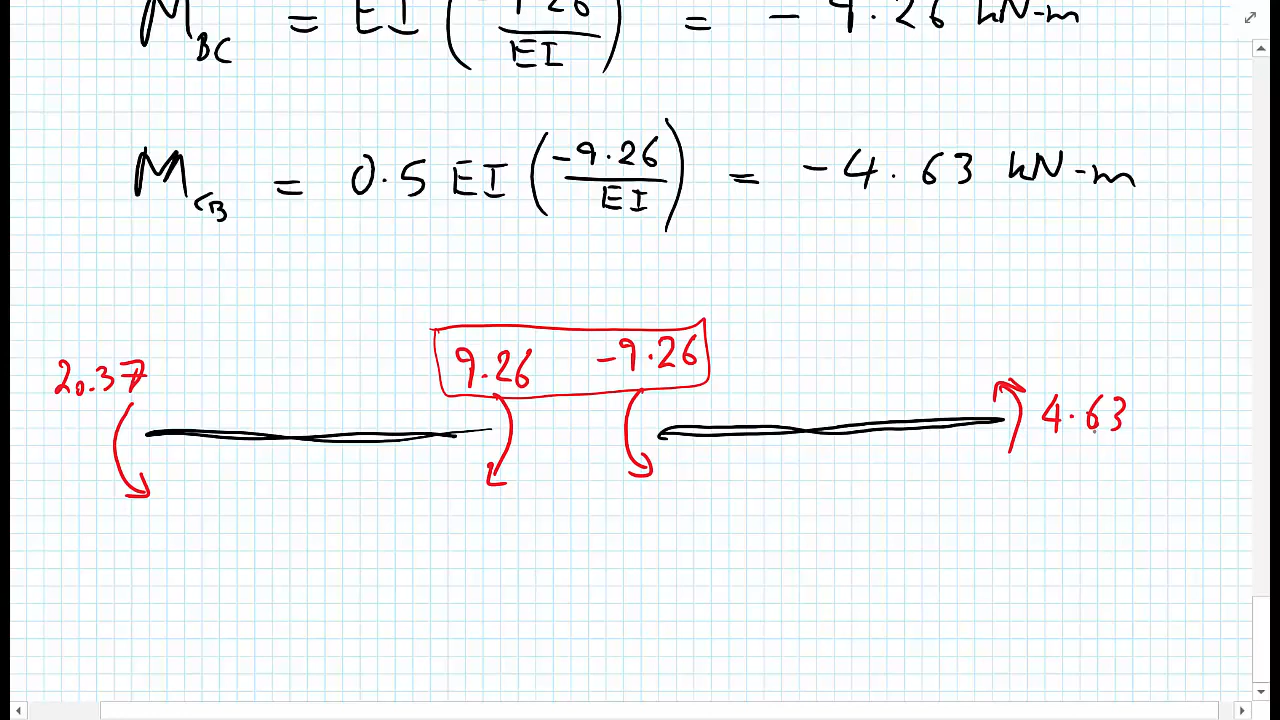 M_BC = EI (-9.26/EI) = -9.26 kN-m
M_CB = 0.5 EI (-9.26/EI) = -4.63 kN-m
20.37 9.26 -9.26 4.63